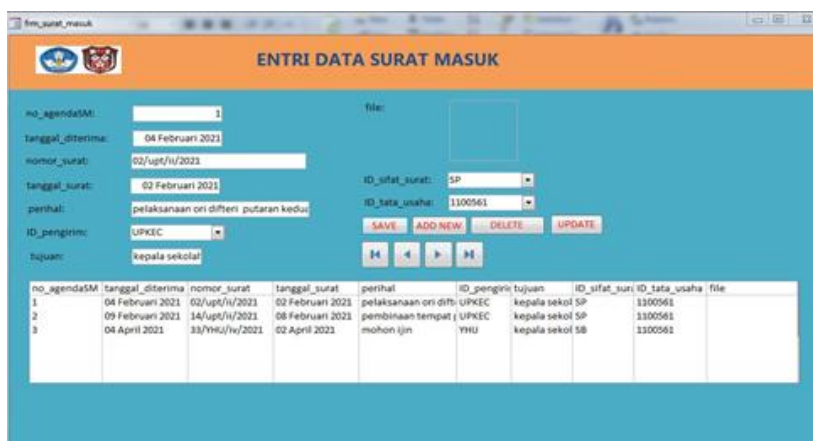 frm_surat_masuk
ENTRI DATA SURAT MASUK
no_agendaSM: 1
tanggal_diterima: 04 Februari 2021
nomor_surat: 02/upt/ii/2021
tanggal_surat: 02 Februari 2021
perihal: pelaksanaan ori difteri putaran kedua
ID_pengirim: UPKEC
tujuan: kepala sekolah
file:
ID_sifat_surat: SP
ID_tata_usaha: 1100561
SAVE ADD NEW DELETE UPDATE
no_agendaSM tanggal_diterima nomor_surat tanggal_surat perihal ID_pengirim tujuan ID_sifat_sura ID_tata_usaha file
1 04 Februari 2021 02/upt/ii/2021 02 Februari 2021 pelaksanaan ori difte UPKEC kepala sekol SP 1100561
2 09 Februari 2021 14/upt/ii/2021 08 Februari 2021 pembinaan tempat p UPKEC kepala sekol SP 1100561
3 04 April 2021 33/YHU/iv/2021 02 April 2021 mohon ijin YHU kepala sekol SB 1100561